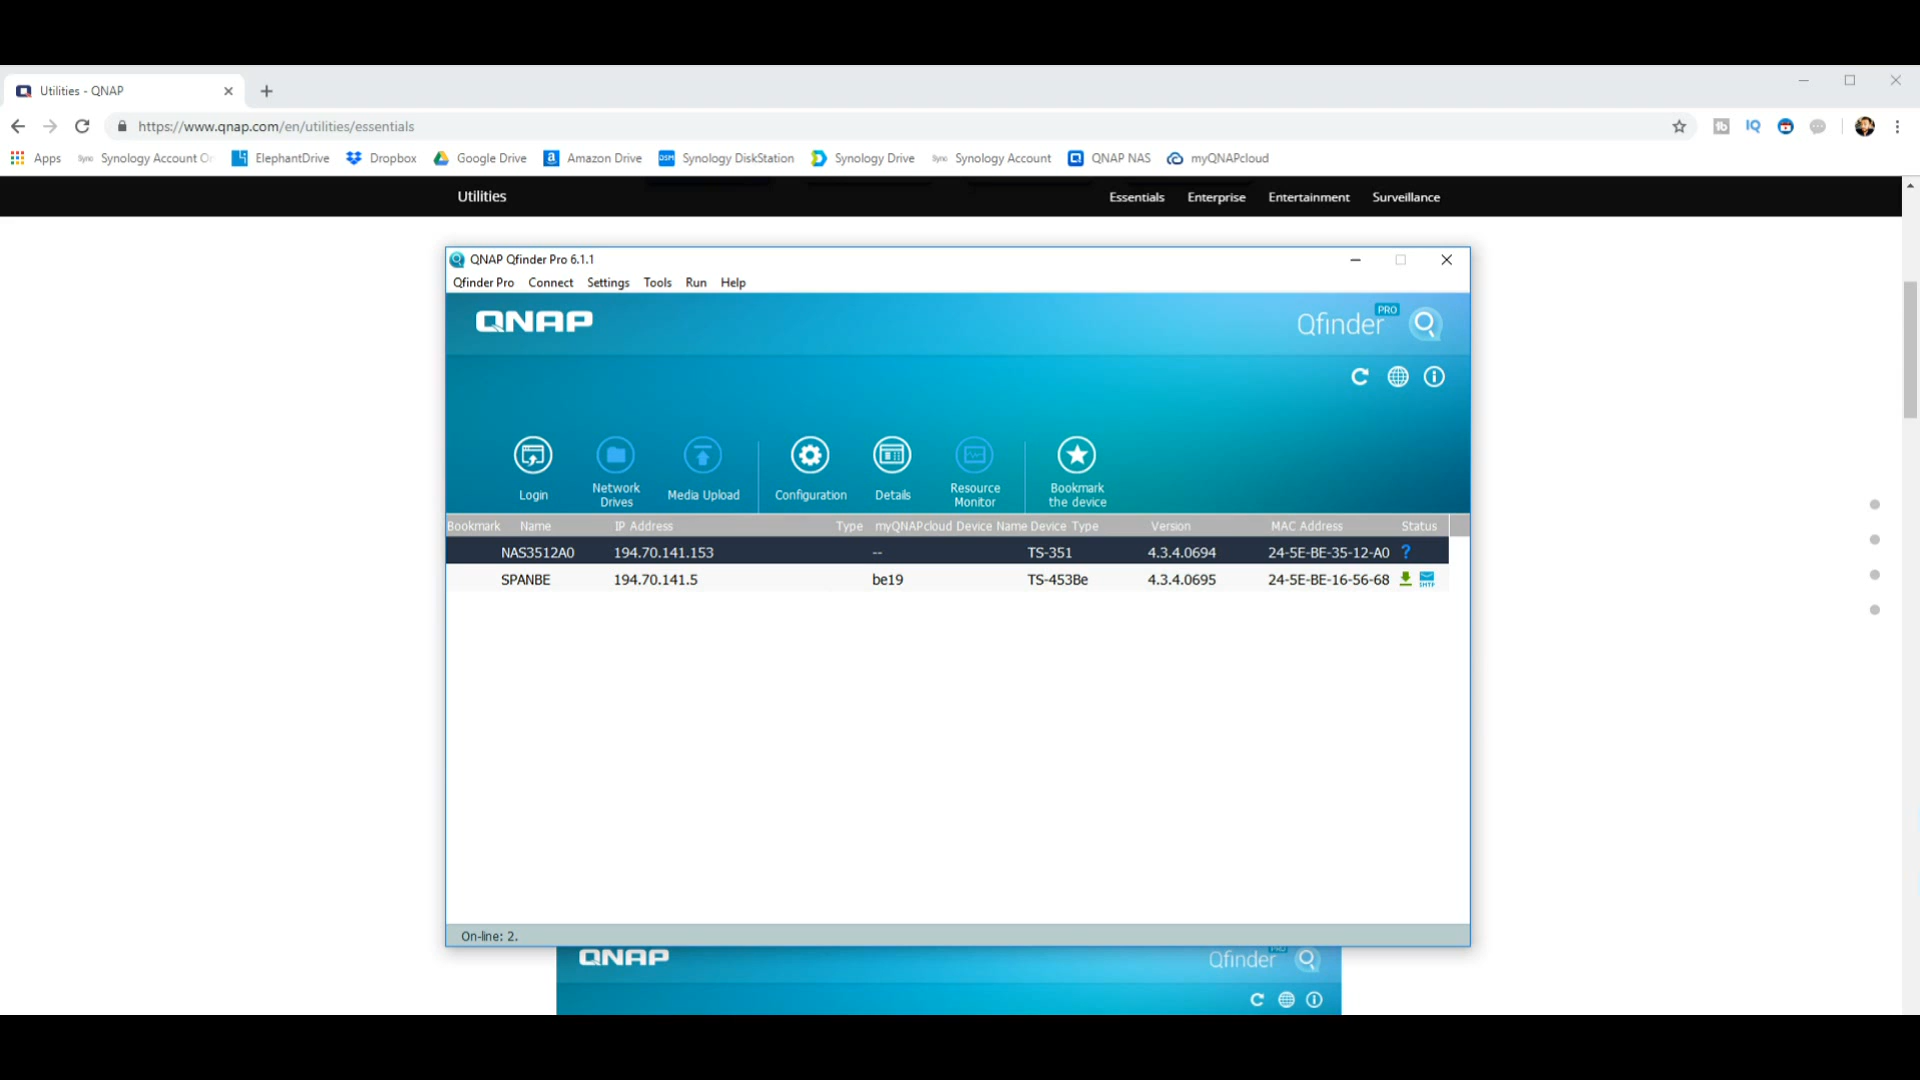 Utilities - QNAP
https://www.qnap.com/en/utilities/essentials
Apps Synology Account O ElephantDrive Dropbox Google Drive Amazon Drive Synology DiskStation Synology Drive Synology Account QNAP NAS myQNAPcloud
Utilities Essentials Enterprise Entertainment Surveillance
QNAP Qfinder Pro 6.1.1
Qfinder Pro Connect Settings Tools Run Help
QNAP Qfinder PRO
Login Network Drives Media Upload Configuration Details Resource Monitor Bookmark the device
Bookmark Name IP Address Type myQNAPcloud Device Name Device Type Version MAC Address Status
NAS3512A0 194.70.141.153 -- TS-351 4.3.4.0694 24-5E-BE-35-12-A0 ?
SPANBE 194.70.141.5 be19 TS-453Be 4.3.4.0695 24-5E-BE-16-56-68
On-line: 2.
QNAP Qfinder